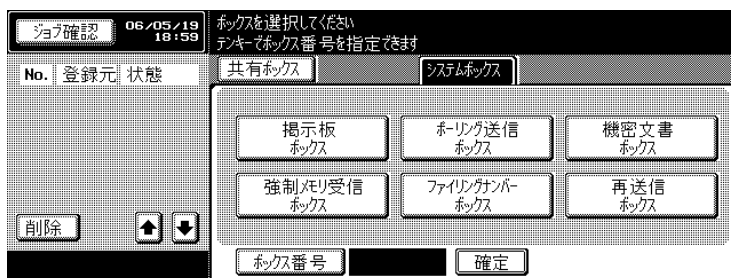 ジョブ確認
06/05/19
18:59
ボックスを選択してください
テンキーでボックス番号を指定できます
No. 登録元 状態
共有ボックス
システムボックス
掲示板
ボックス
ポーリング送信
ボックス
機密文書
ボックス
強制メモリ受信
ボックス
ファイリングナンバー
ボックス
再送信
ボックス
削除
ボックス番号
確定